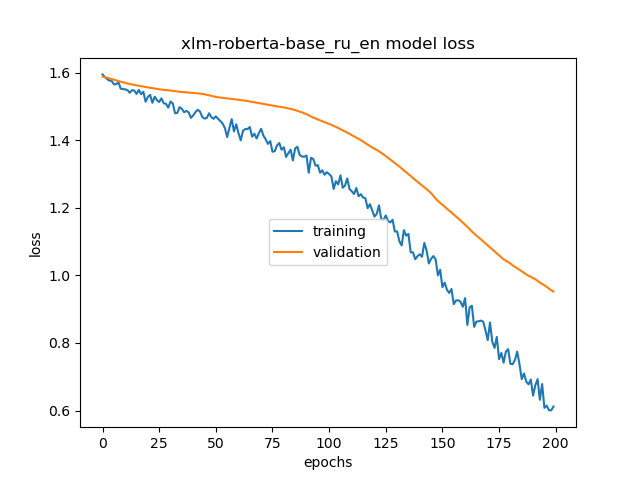 xlm-roberta-base_ru_en model loss
1.6
1.4
1.2
1.0
0.8
0.6
loss
training
validation
0 25 50 75 100 125 150 175 200
epochs